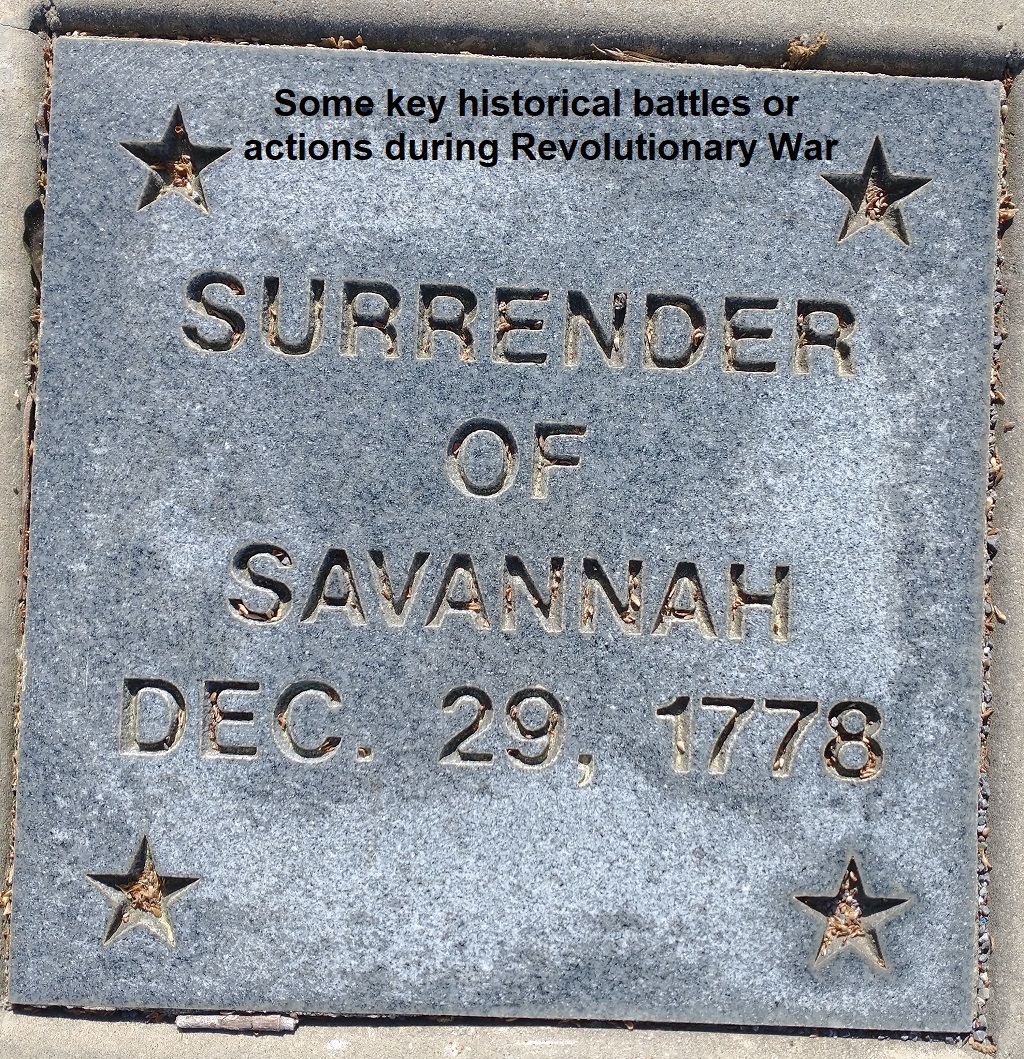 Some key historical battles or
actions during Revolutionary War
SURRENDER
OF
SAVANNAH
DEC. 29, 1778